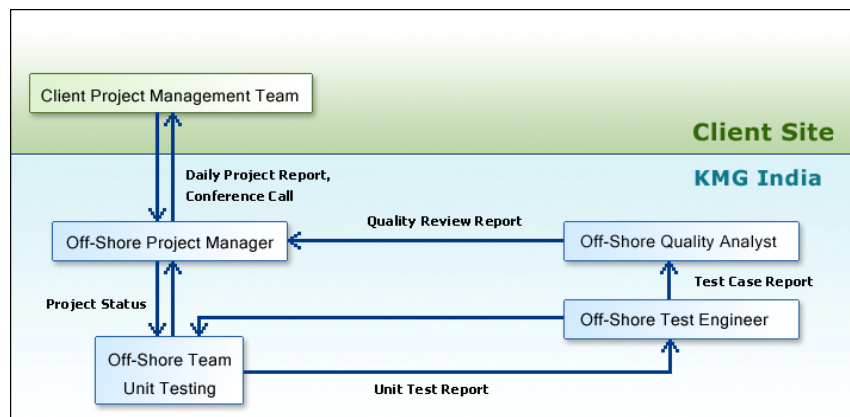 Client Project Management Team
Client Site
Daily Project Report,
Conference Call
KMG India
Quality Review Report
Off-Shore Project Manager
Off-Shore Quality Analyst
Test Case Report
Project Status
Off-Shore Test Engineer
Off-Shore Team
Unit Testing
Unit Test Report